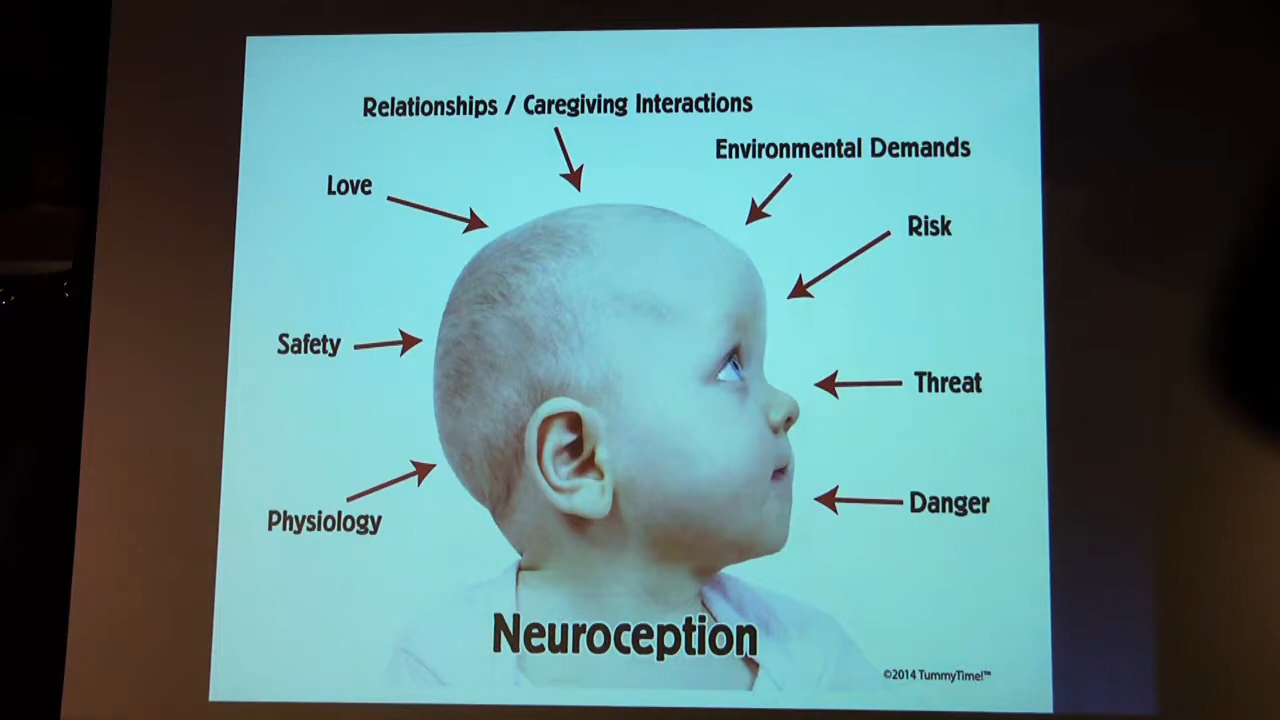 Relationships / Caregiving Interactions
Environmental Demands
Love
Risk
Safety
Threat
Danger
Physiology
Neuroception
©2014 TummyTime!™